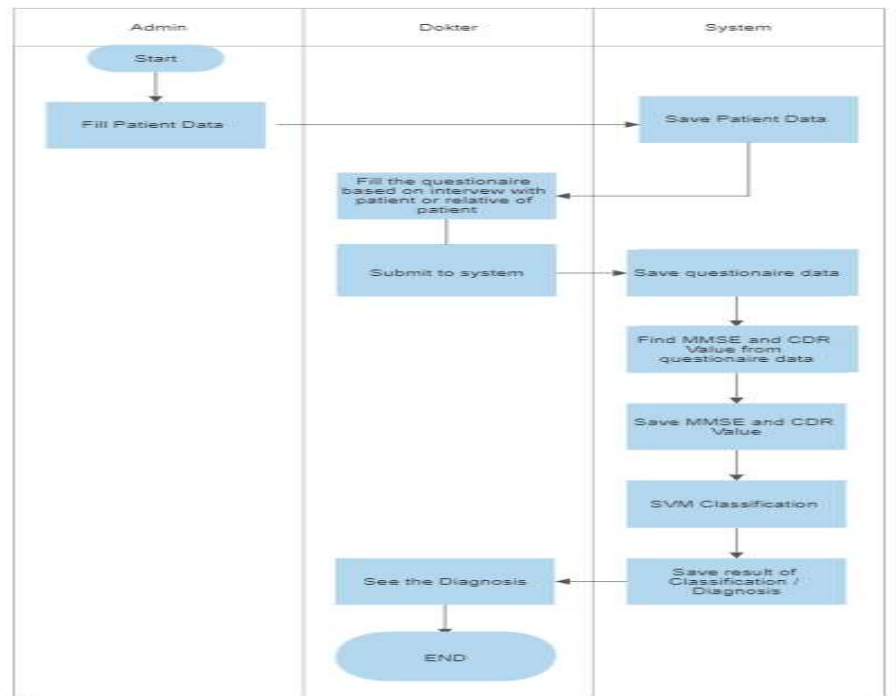 Admin
Dokter
System
Start
Fill Patient Data
Save Patient Data
Fill the questionaire
based on intervew with
patient or relative of
patient
Submit to system
Save questionaire data
Find MMSE and CDR
Value from
questionaire data
Save MMSE and CDR
Value
SVM Classification
Save result of
Classification /
Diagnosis
See the Diagnosis
END